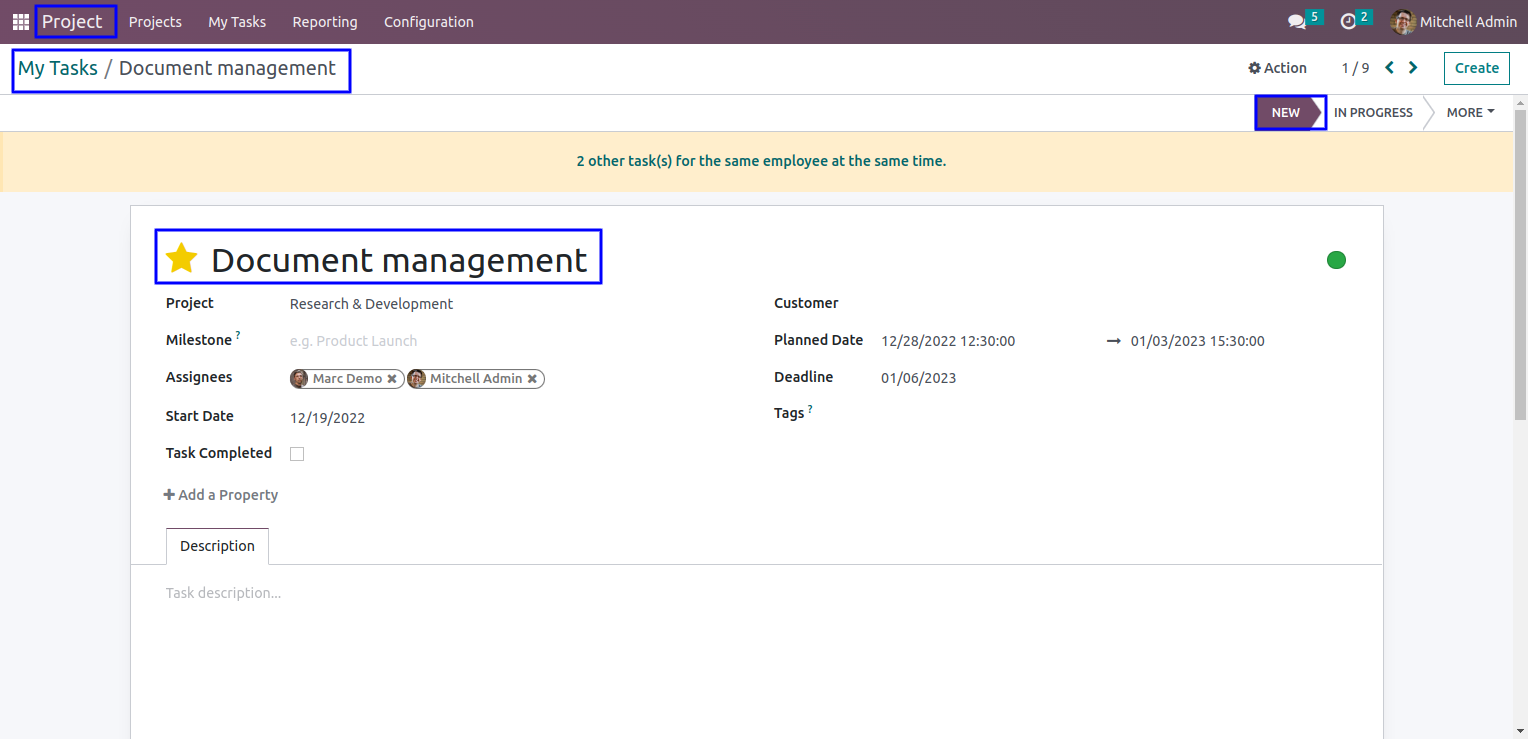 Project Projects My Tasks Reporting Configuration 5 2 Mitchell Admin
My Tasks / Document management Action 1 / 9 Create
NEW IN PROGRESS MORE
2 other task(s) for the same employee at the same time.
Document management
Project Research & Development Customer
Milestone ? e.g. Product Launch Planned Date 12/28/2022 12:30:00 → 01/03/2023 15:30:00
Assignees Marc Demo ✖ Mitchell Admin ✖ Deadline 01/06/2023
Start Date 12/19/2022 Tags ?
Task Completed
+ Add a Property
Description
Task description...